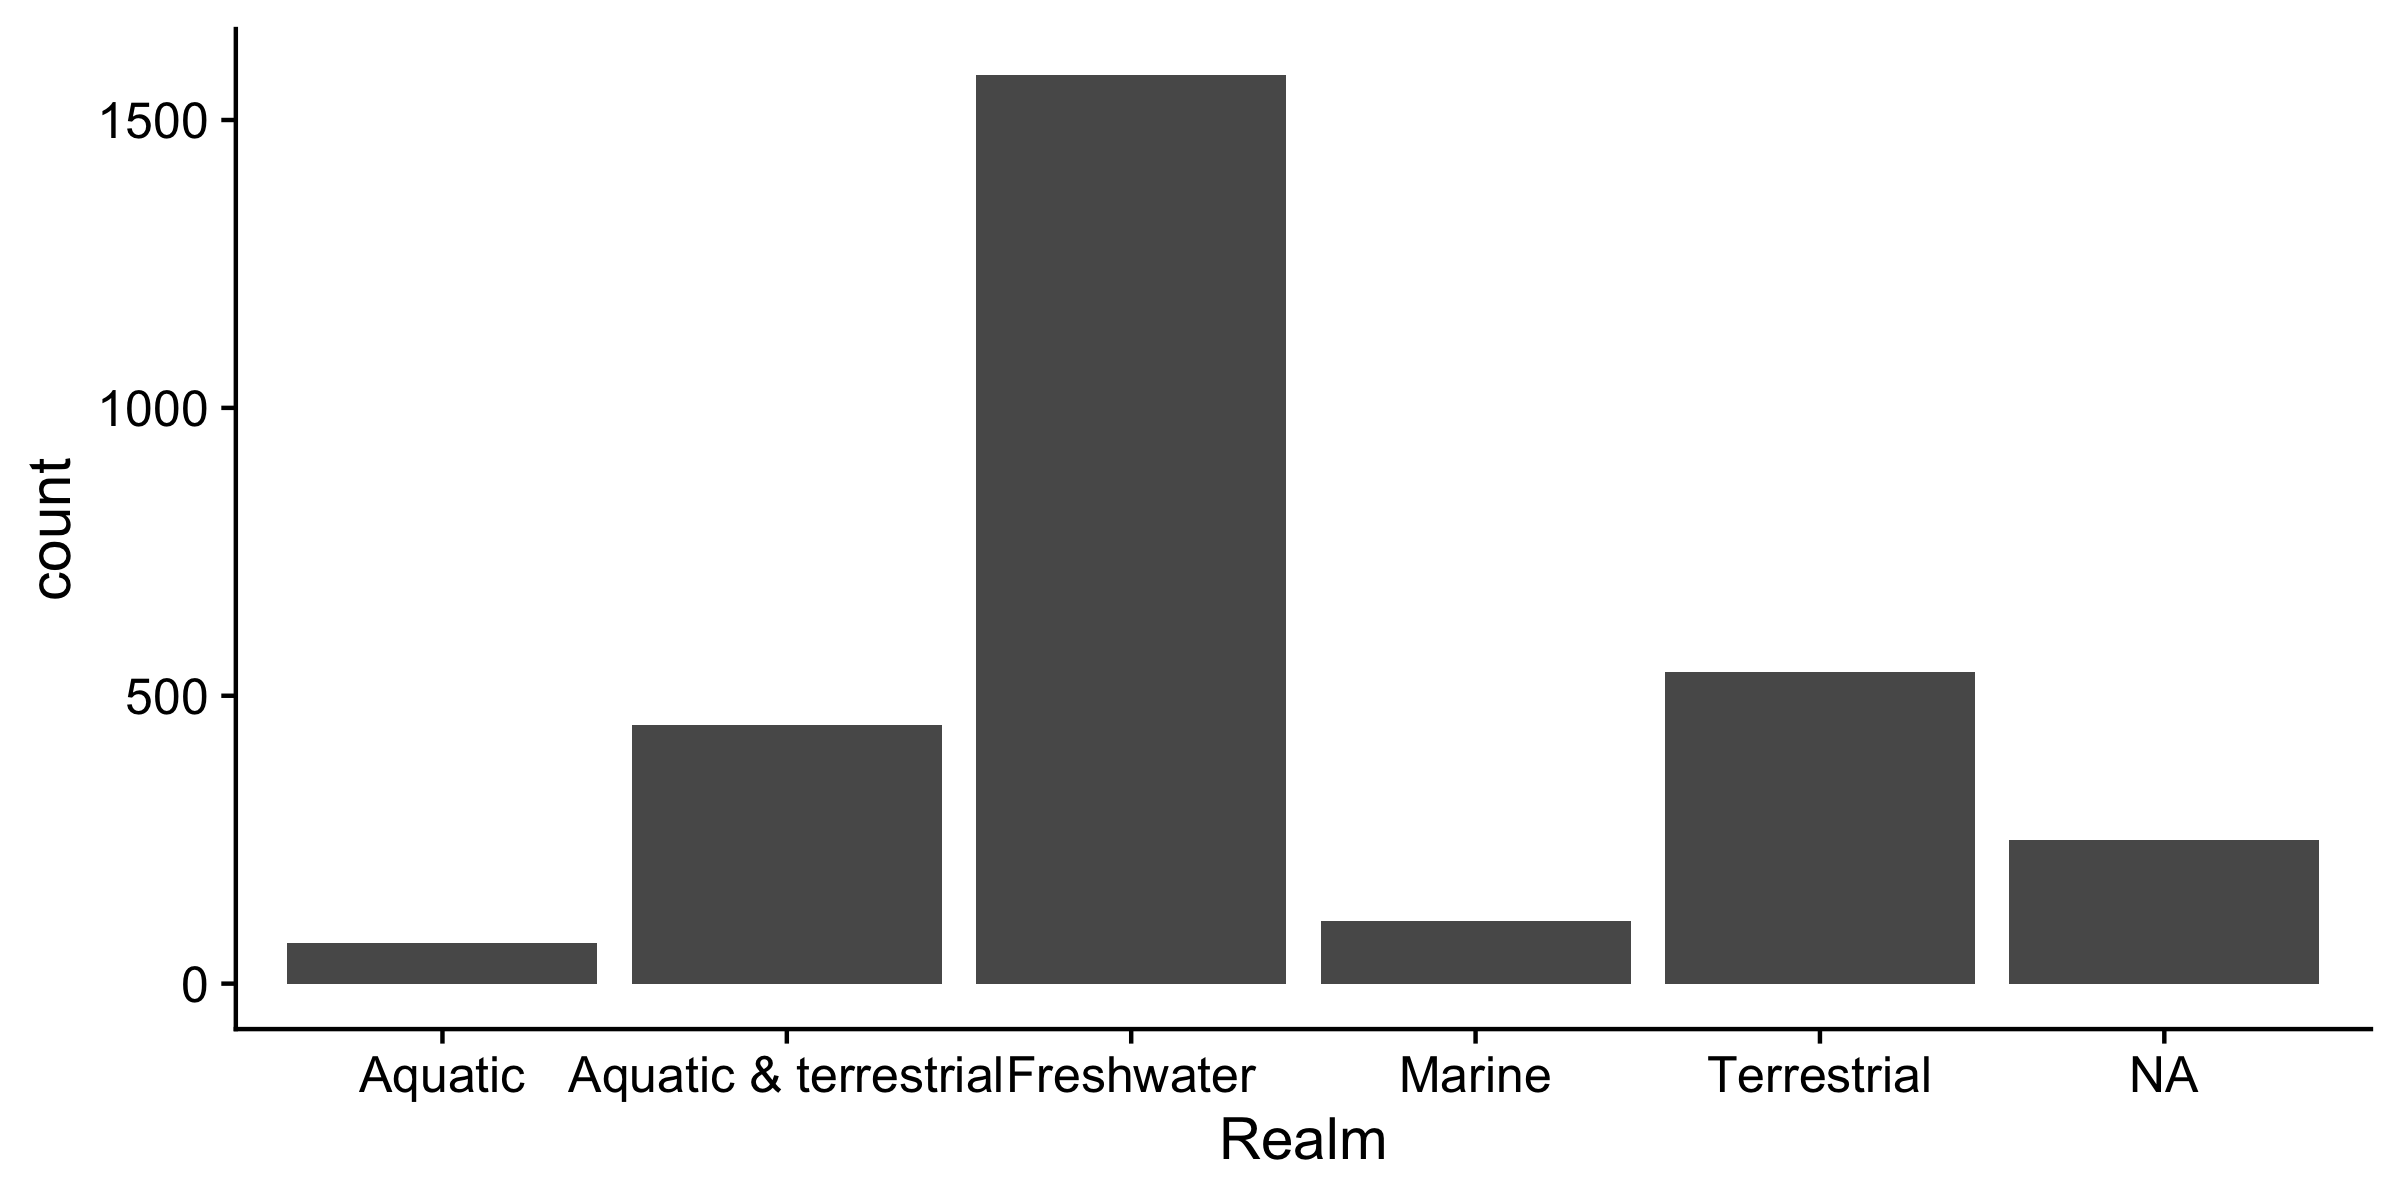 count
1500
1000
500
0
Aquatic
Aquatic & terrestrial
Freshwater
Marine
Terrestrial
NA
Realm